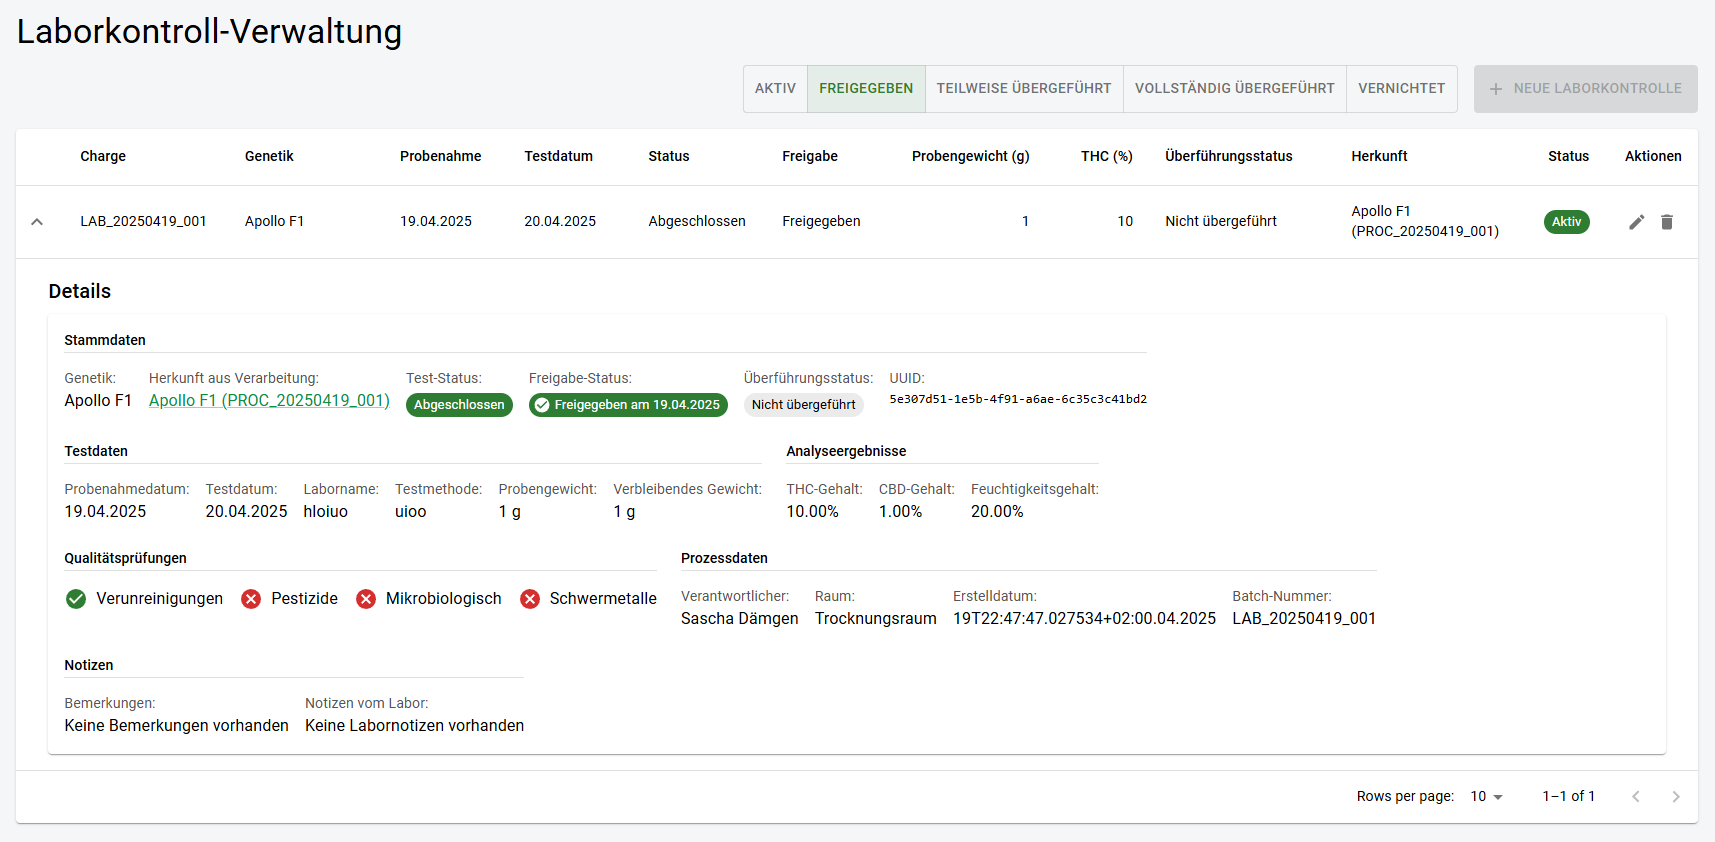 Laborkontroll-Verwaltung
AKTIV FREIGEGEBEN TEILWEISE ÜBERGEFÜHRT VOLLSTÄNDIG ÜBERGEFÜHRT VERNICHTET + NEUE LABORKONTROLLE
Charge Genetik Probenahme Testdatum Status Freigabe Probengewicht (g) THC (%) Überführungsstatus Herkunft Status Aktionen
LAB_20250419_001 Apollo F1 19.04.2025 20.04.2025 Abgeschlossen Freigegeben 1 10 Nicht übergeführt Apollo F1 (PROC_20250419_001) Aktiv
Details
Stammdaten
Genetik: Herkunft aus Verarbeitung: Test-Status: Freigabe-Status: Überführungsstatus: UUID:
Apollo F1 Apollo F1 (PROC_20250419_001) Abgeschlossen Freigegeben am 19.04.2025 Nicht übergeführt 5e307d51-1e5b-4f91-a6ae-6c35c3c41bd2
Testdaten Analyseergebnisse
Probenahmedatum: Testdatum: Laborname: Testmethode: Probengewicht: Verbleibendes Gewicht: THC-Gehalt: CBD-Gehalt: Feuchtigkeitsgehalt:
19.04.2025 20.04.2025 hloiuo uioo 1 g 1 g 10.00% 1.00% 20.00%
Qualitätsprüfungen Prozessdaten
Verunreinigungen Pestizide Mikrobiologisch Schwermetalle
Verantwortlicher: Raum: Erstelldatum: Batch-Nummer:
Sascha Dämgen Trocknungsraum 19T22:47:47.027534+02:00.04.2025 LAB_20250419_001
Notizen
Bemerkungen: Notizen vom Labor:
Keine Bemerkungen vorhanden Keine Labornotizen vorhanden
Rows per page: 10 1–1 of 1